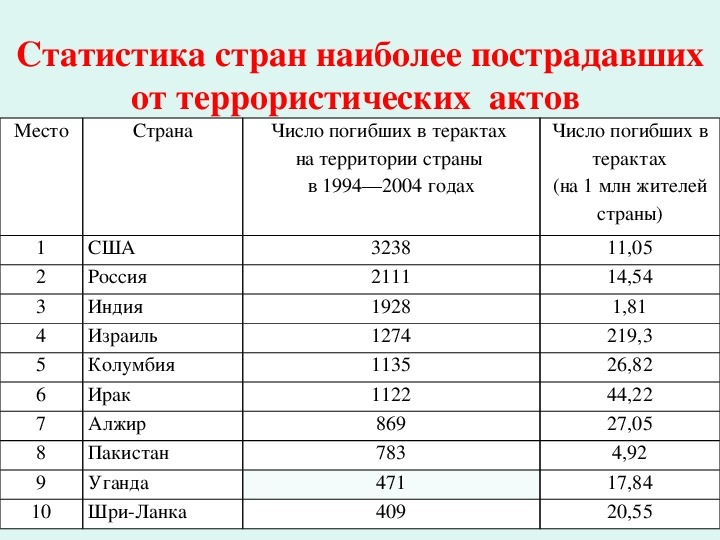 Статистика стран наиболее пострадавших
от террористических актов
Место Страна Число погибших в терактах на территории страны в 1994—2004 годах Число погибших в терактах (на 1 млн жителей страны)
1 США 3238 11,05
2 Россия 2111 14,54
3 Индия 1928 1,81
4 Израиль 1274 219,3
5 Колумбия 1135 26,82
6 Ирак 1122 44,22
7 Алжир 869 27,05
8 Пакистан 783 4,92
9 Уганда 471 17,84
10 Шри-Ланка 409 20,55